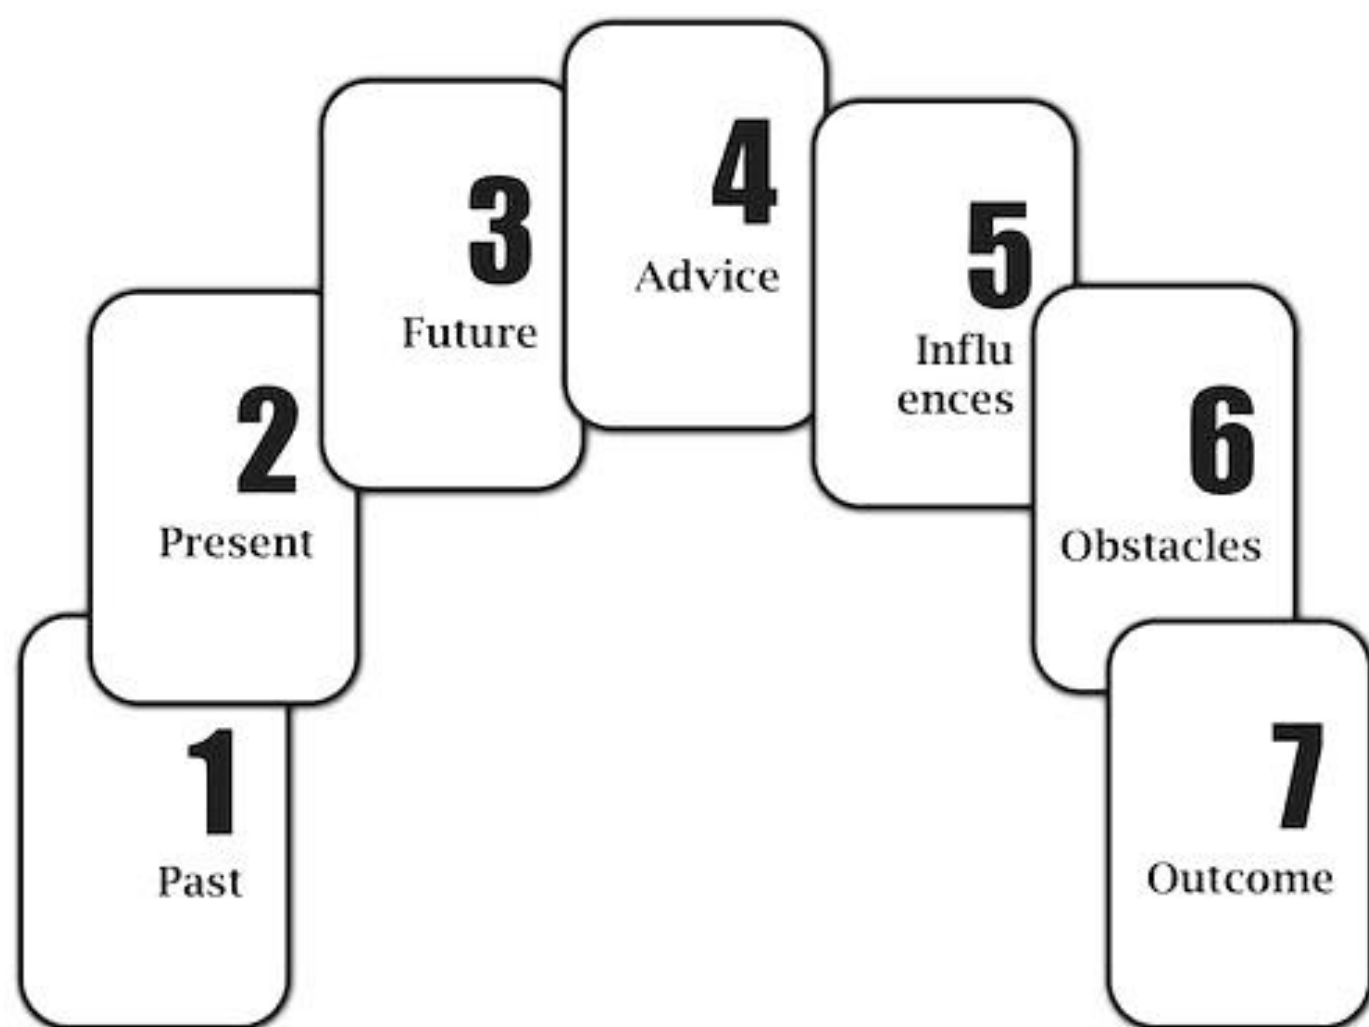 1
Past
2
Present
3
Future
4
Advice
5
Influ
ences
6
Obstacles
7
Outcome